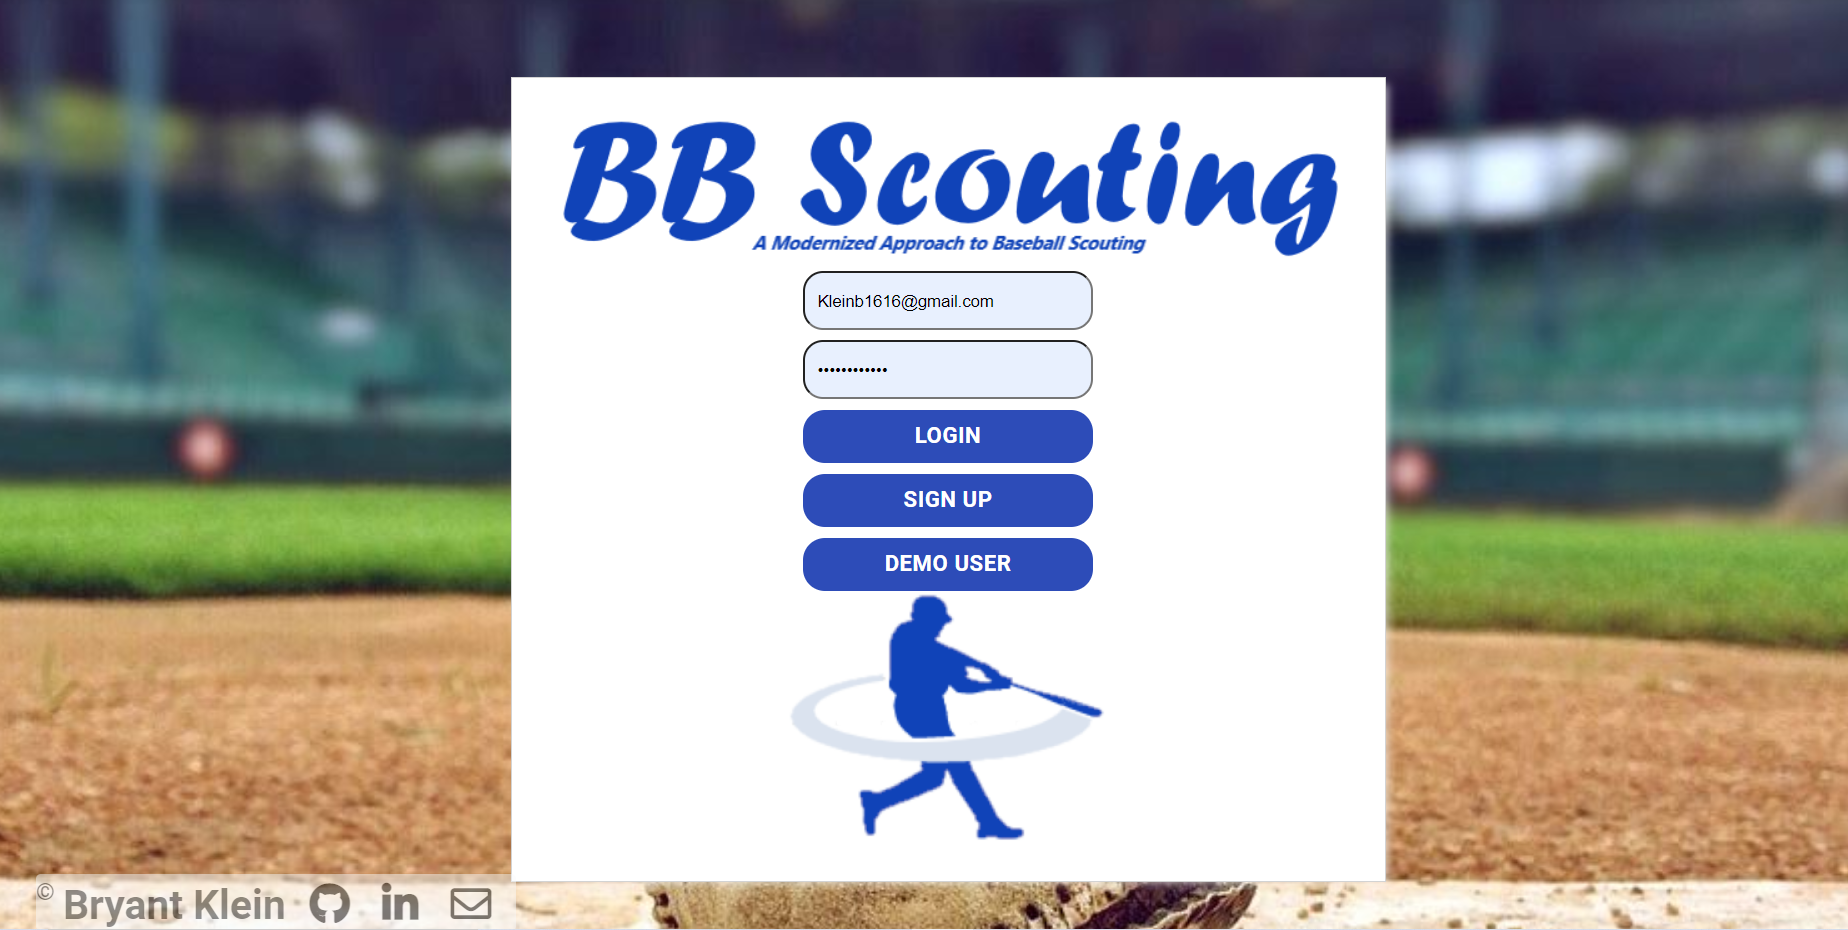 BB Scouting
A Modernized Approach to Baseball Scouting
Kleinb1616@gmail.com
••••••••••••
LOGIN
SIGN UP
DEMO USER
© Bryant Klein in